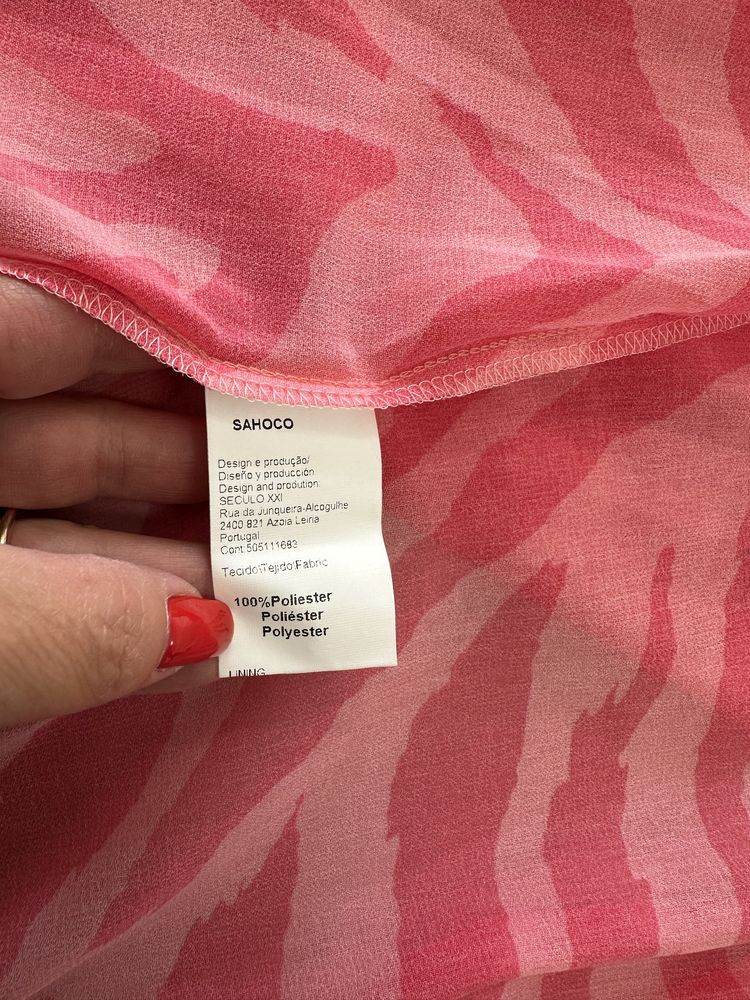 SAHOCO
Design e produção/
Diseño y producción
Design and prodution.
SECULO XXI
Rua da Junqueira-Alcogulhe
2400 821 Azoia Leiria
Portugal
Cont:505111683
Tecido\Tejido\Fabric
100%Poliester
Poliéster
Polyester
LINING